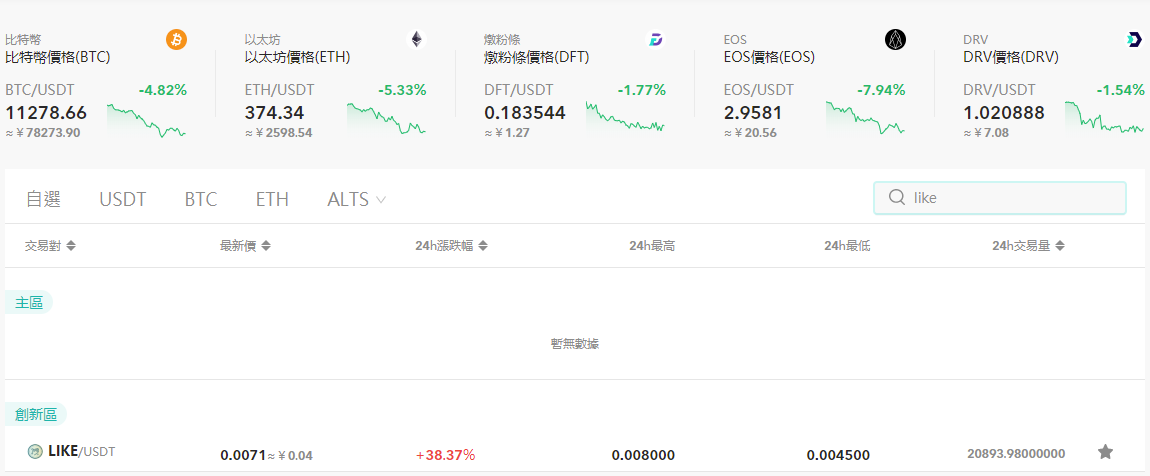 比特幣
比特幣價格(BTC)
BTC/USDT -4.82%
11278.66
≈¥78273.90
以太坊
以太坊價格(ETH)
ETH/USDT -5.33%
374.34
≈¥2598.54
燉粉條
燉粉條價格(DFT)
DFT/USDT -1.77%
0.183544
≈¥1.27
EOS
EOS價格(EOS)
EOS/USDT -7.94%
2.9581
≈¥20.56
DRV
DRV價格(DRV)
DRV/USDT -1.54%
1.020888
≈¥7.08
自選 USDT BTC ETH ALTS like
交易對 最新價 24h漲跌幅 24h最高 24h最低 24h交易量
主區
暫無數據
創新區
LIKE/USDT 0.0071≈¥0.04 +38.37% 0.008000 0.004500 20893.98000000